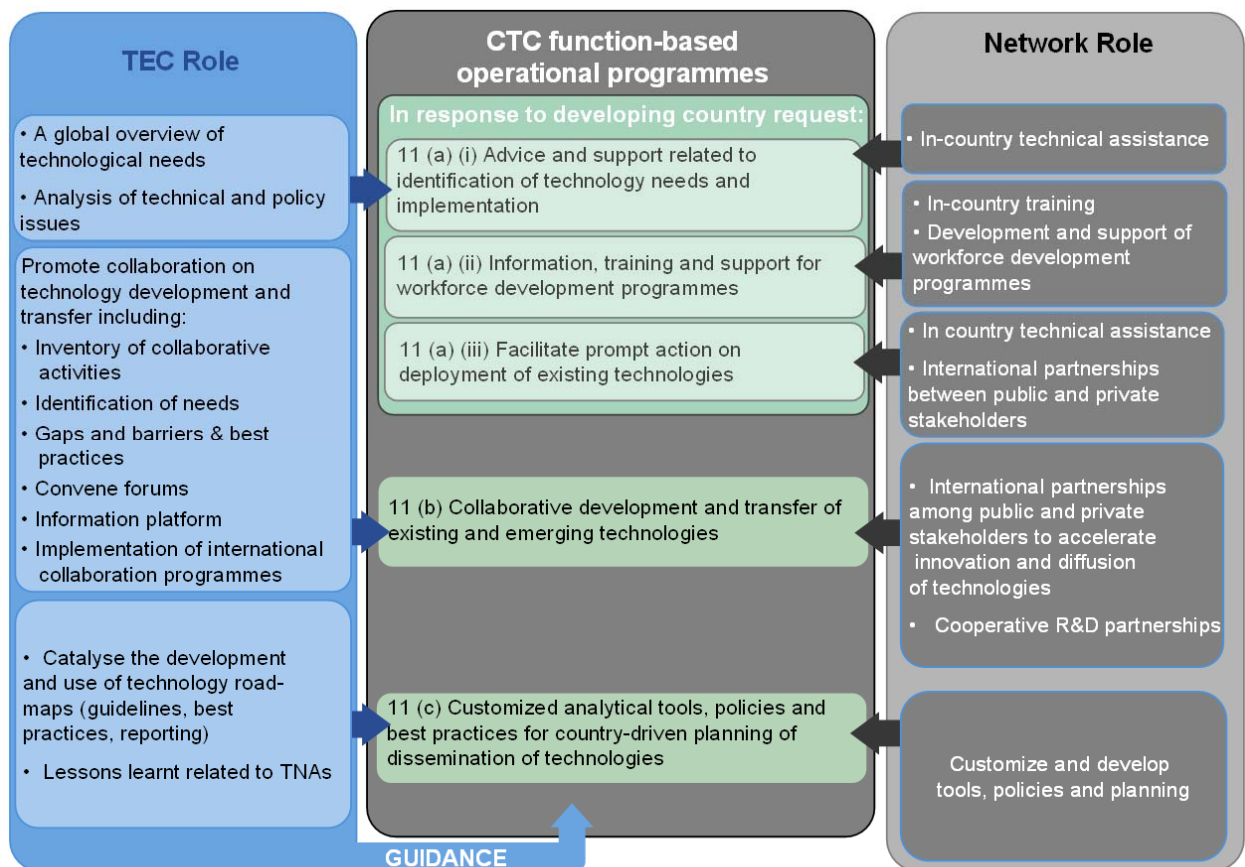 TEC Role
• A global overview of
technological needs
• Analysis of technical and policy
issues
Promote collaboration on
technology development and
transfer including:
• Inventory of collaborative
activities
• Identification of needs
• Gaps and barriers & best
practices
• Convene forums
• Information platform
• Implementation of international
collaboration programmes
• Catalyse the development
and use of technology road-
maps (guidelines, best
practices, reporting)
• Lessons learnt related to TNAs
GUIDANCE
CTC function-based
operational programmes
In response to developing country request:
11 (a) (i) Advice and support related to
identification of technology needs and
implementation
11 (a) (ii) Information, training and support for
workforce development programmes
11 (a) (iii) Facilitate prompt action on
deployment of existing technologies
11 (b) Collaborative development and transfer of
existing and emerging technologies
11 (c) Customized analytical tools, policies and
best practices for country-driven planning of
dissemination of technologies
Network Role
• In-country technical assistance
• In-country training
• Development and support of
workforce development
programmes
• In country technical assistance
• International partnerships
between public and private
stakeholders
• International partnerships
among public and private
stakeholders to accelerate
innovation and diffusion
of technologies
• Cooperative R&D partnerships
Customize and develop
tools, policies and planning